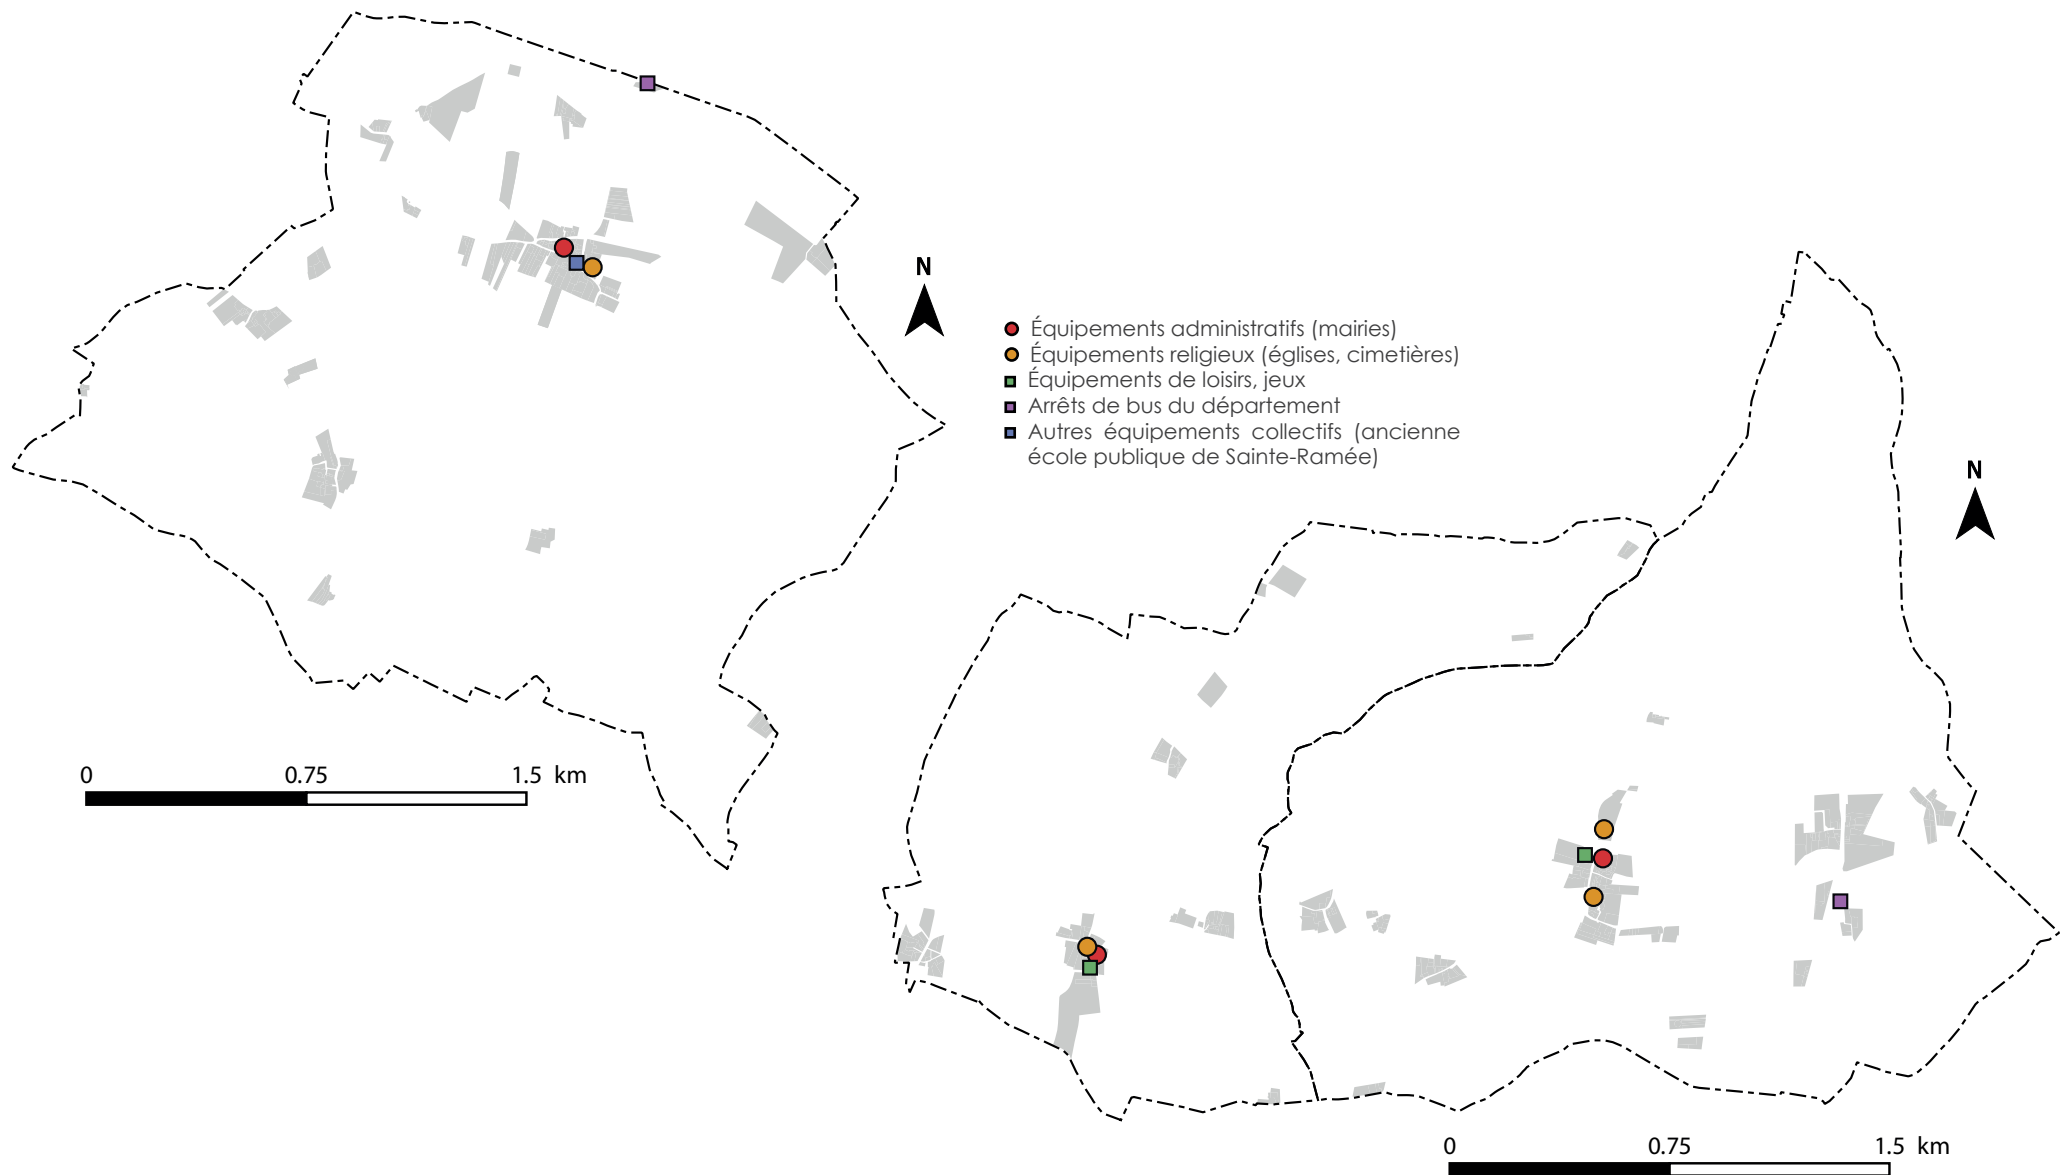 N
Équipements administratifs (mairies)
Équipements religieux (églises, cimetières)
Équipements de loisirs, jeux
Arrêts de bus du département
Autres équipements collectifs (ancienne
école publique de Sainte-Ramée)
N
0 0.75 1.5 km
0 0.75 1.5 km